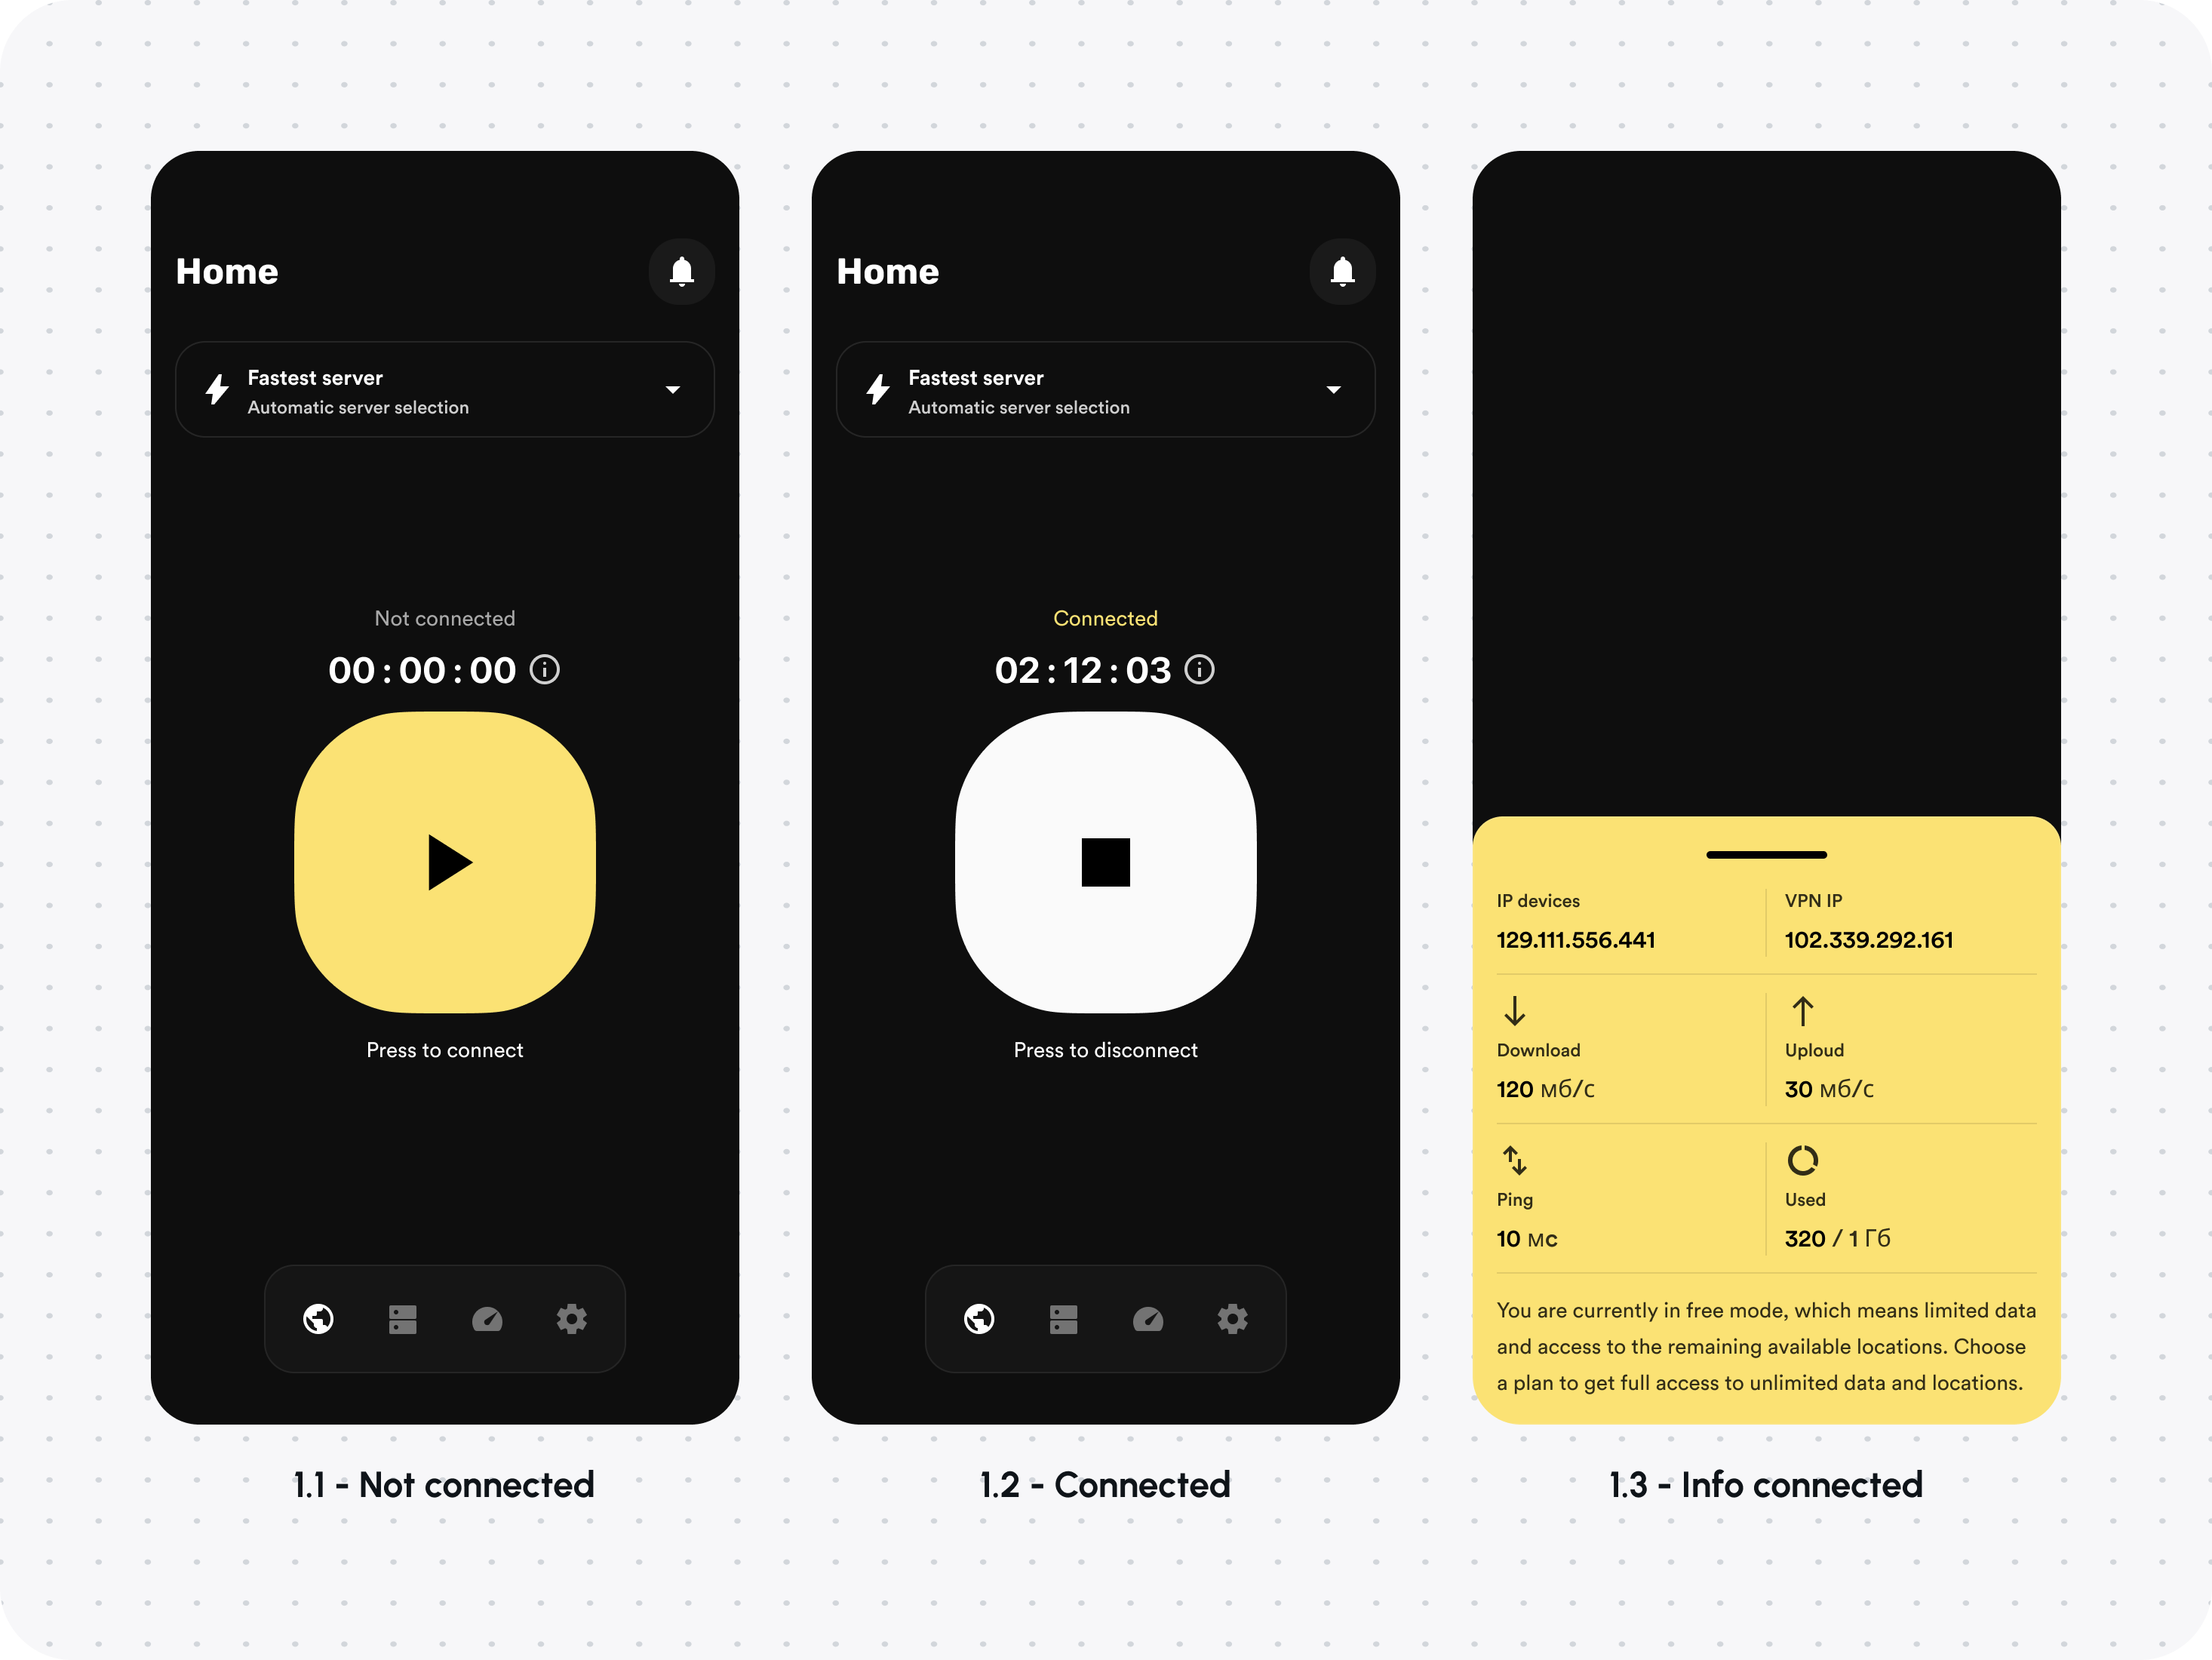 Home
Fastest server
Automatic server selection
Not connected
00 : 00 : 00
Press to connect
1.1 - Not connected
Home
Fastest server
Automatic server selection
Connected
02 : 12 : 03
Press to disconnect
1.2 - Connected
IP devices
129.111.556.441
VPN IP
102.339.292.161
Download
120 мб/с
Uploud
30 мб/с
Ping
10 мс
Used
320 / 1 Гб
You are currently in free mode, which means limited data
and access to the remaining available locations. Choose
a plan to get full access to unlimited data and locations.
1.3 - Info connected